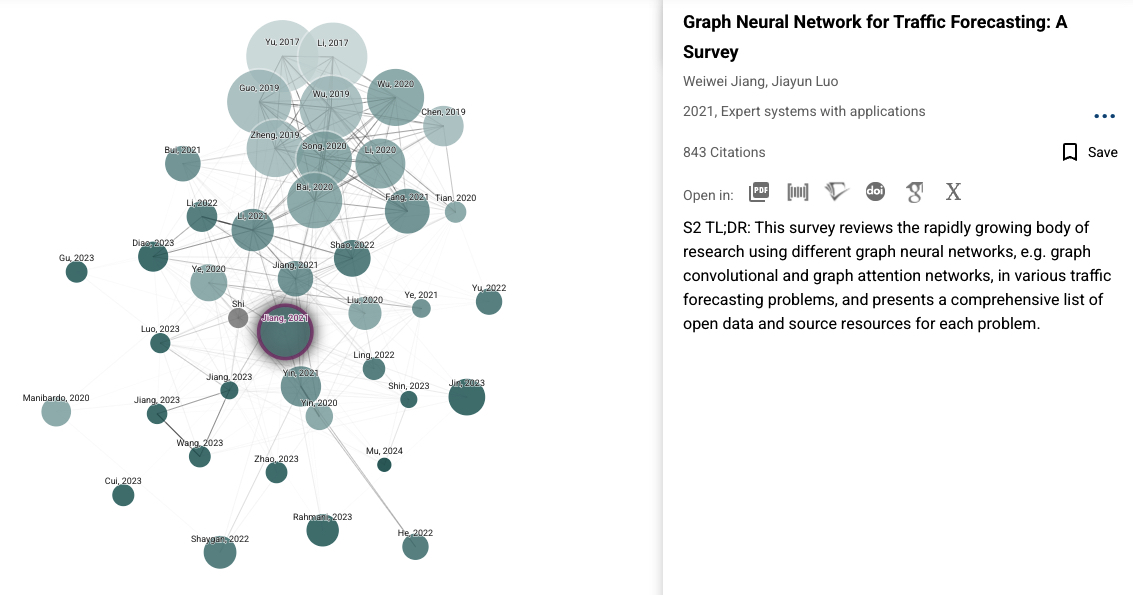 Yu, 2017
Li, 2017
Guo, 2019
Wu, 2019
Wu, 2020
Chen, 2019
Zheng, 2019
Song, 2020
Li, 2020
Bui, 2021
Bai, 2020
Fang, 2021
Tian, 2020
Li, 2022
Li, 2021
Diao, 2023
Shao, 2022
Gu, 2023
Ye, 2020
Jiang, 2021
Yu, 2022
Liu, 2020
Ye, 2021
Shi
Jiang, 2021
Luo, 2023
Ling, 2022
Jiang, 2023
Yin, 2021
Shin, 2023
Jin, 2023
Manibardo, 2020
Jiang, 2023
Yin, 2020
Wang, 2023
Mu, 2024
Zhao, 2023
Cui, 2023
Rahmani, 2023
Shaygan, 2022
He, 2022
Graph Neural Network for Traffic Forecasting: A
Survey
Weiwei Jiang, Jiayun Luo
2021, Expert systems with applications
843 Citations
Save
Open in:
PDF
doi
S2 TL;DR: This survey reviews the rapidly growing body of
research using different graph neural networks, e.g. graph
convolutional and graph attention networks, in various traffic
forecasting problems, and presents a comprehensive list of
open data and source resources for each problem.